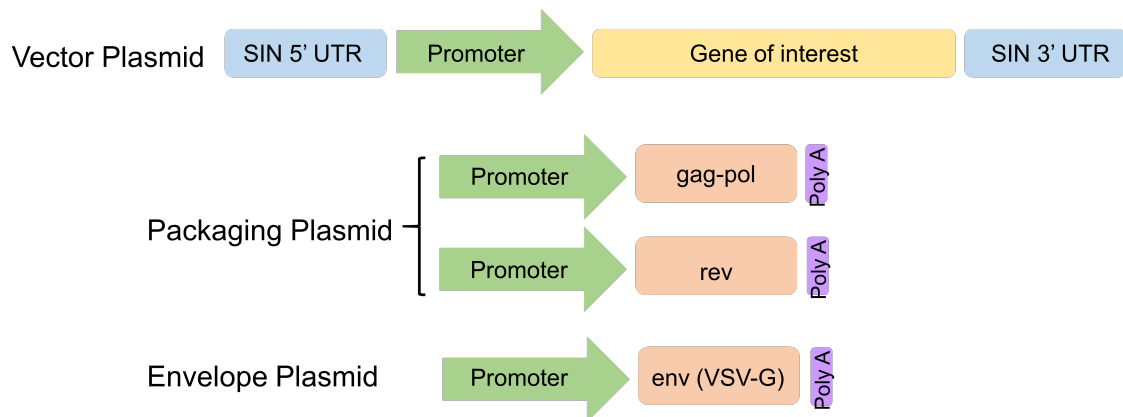 Vector Plasmid
SIN 5’ UTR
Promoter
Gene of interest
SIN 3’ UTR
Packaging Plasmid
Promoter
gag-pol
Poly A
Promoter
rev
Poly A
Envelope Plasmid
Promoter
env (VSV-G)
Poly A